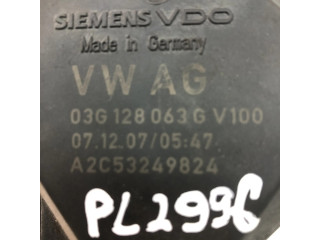 SIEMENS VDO
Made in Germany
VW AG
03G 128 063 G V100
07.12.07/05:47
A2C53249824
PL2996